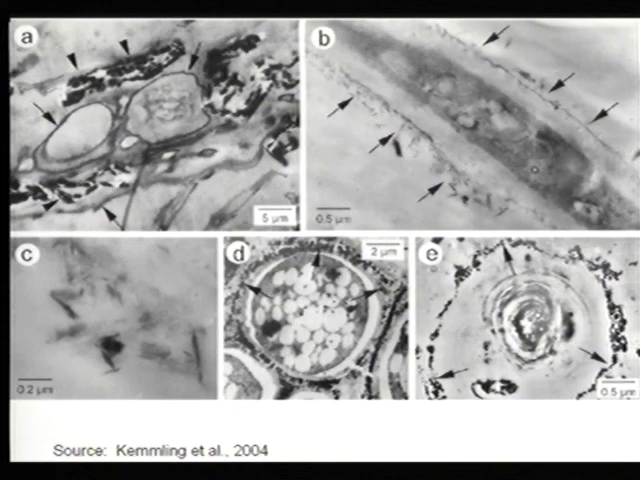 a
b
5 µm
0.5 µm
c
d
2 µm
e
0.2 µm
0.5 µm
Source: Kemmling et al., 2004